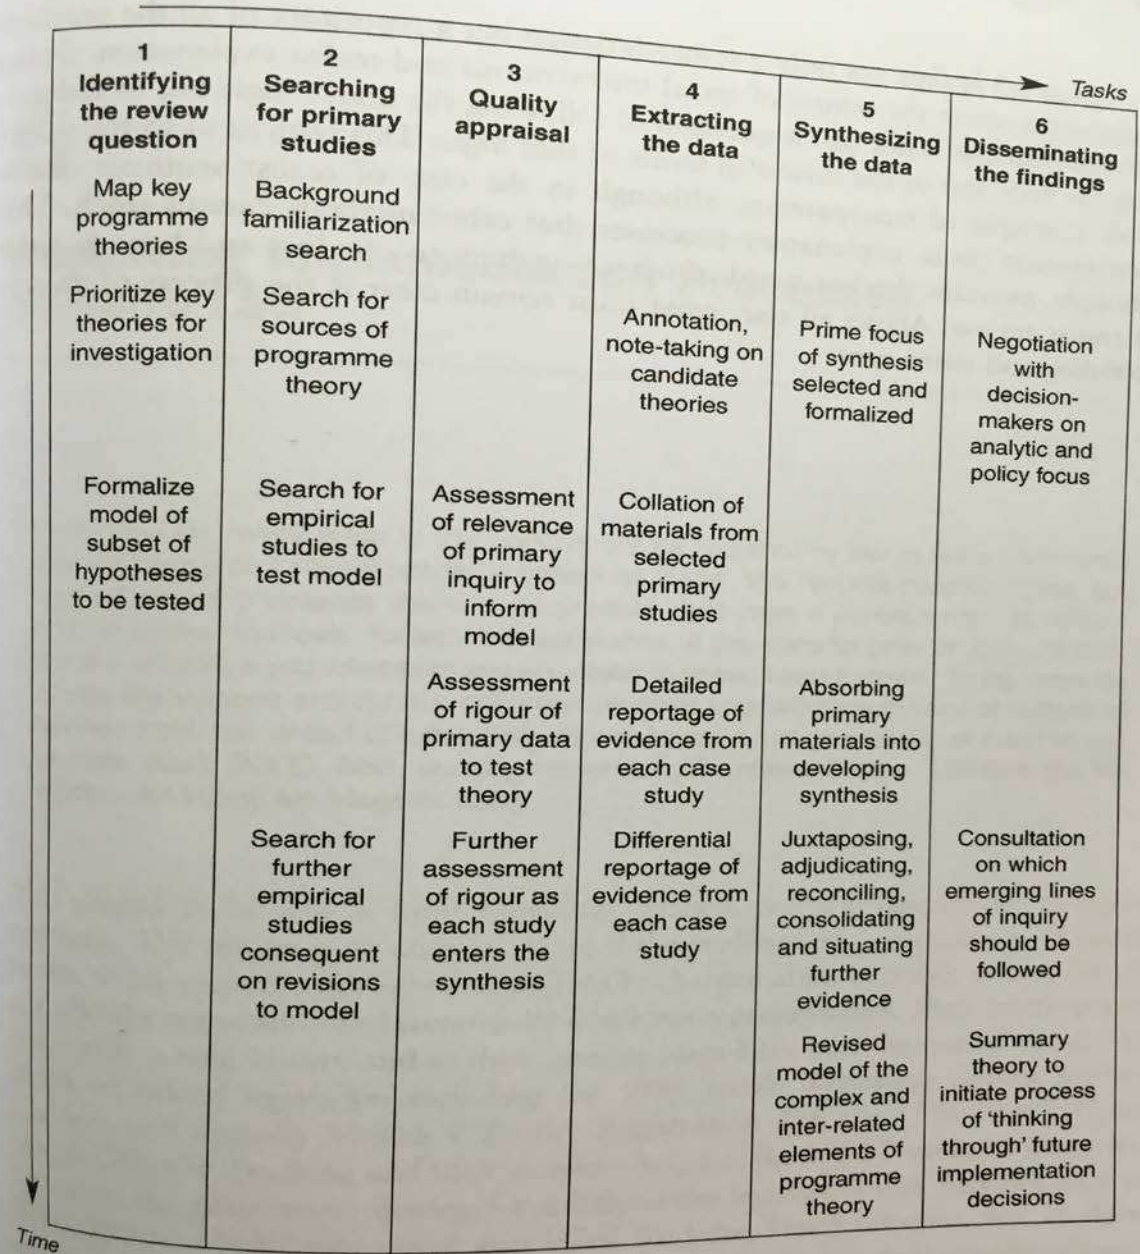 Tasks
1
Identifying
the review
question
Map key
programme
theories
Prioritize key
theories for
investigation
Formalize
model of
subset of
hypotheses
to be tested
2
Searching
for primary
studies
Background
familiarization
search
Search for
sources of
programme
theory
Search for
empirical
studies to
test model
Search for
further
empirical
studies
consequent
on revisions
to model
3
Quality
appraisal
Assessment
of relevance
of primary
inquiry to
inform
model
Assessment
of rigour of
primary data
to test
theory
Further
assessment
of rigour as
each study
enters the
synthesis
4
Extracting
the data
Annotation,
note-taking on
candidate
theories
Collation of
materials from
selected
primary
studies
Detailed
reportage of
evidence from
each case
study
Differential
reportage of
evidence from
each case
study
5
Synthesizing
the data
Prime focus
of synthesis
selected and
formalized
Absorbing
primary
materials into
developing
synthesis
Juxtaposing,
adjudicating,
reconciling,
consolidating
and situating
further
evidence
Revised
model of the
complex and
inter-related
elements of
programme
theory
6
Disseminating
the findings
Negotiation
with
decision-
makers on
analytic and
policy focus
Consultation
on which
emerging lines
of inquiry
should be
followed
Summary
theory to
initiate process
of ‘thinking
through’ future
implementation
decisions
Time